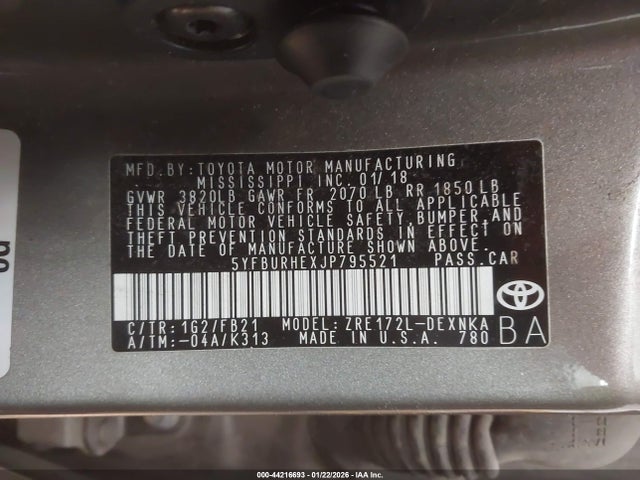 MFD.BY:TOYOTA MOTOR MANUFACTURING
MISSISSIPPI INC. 01/18
GVWR 3820LB GAWR FR 2070 LB RR 1850 LB
THIS VEHICLE CONFORMS TO ALL APPLICABLE
FEDERAL MOTOR VEHICLE SAFETY, BUMPER,AND
THEFT PREVENTION STANDARDS IN EFFECT ON
THE DATE OF MANUFACTURE SHOWN ABOVE.
5YFBURHEXJP795521 PASS.CAR
C/TR:1G2/FB21 MODEL:ZRE172L-DEXNKA
A/TM:-04A/K313 MADE IN U.S.A. 780
BA
000-44216693 - 01/22/2026 - © IAA, Inc.